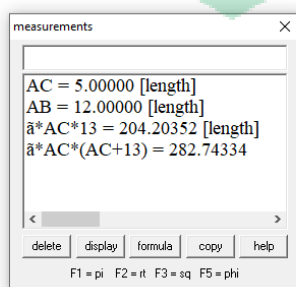 measurements
AC = 5.00000 [length]
AB = 12.00000 [length]
ã*AC*13 = 204.20352 [length]
ã*AC*(AC+13) = 282.74334
delete display formula copy help
F1 = pi F2 = rt F3 = sq F5 = phi